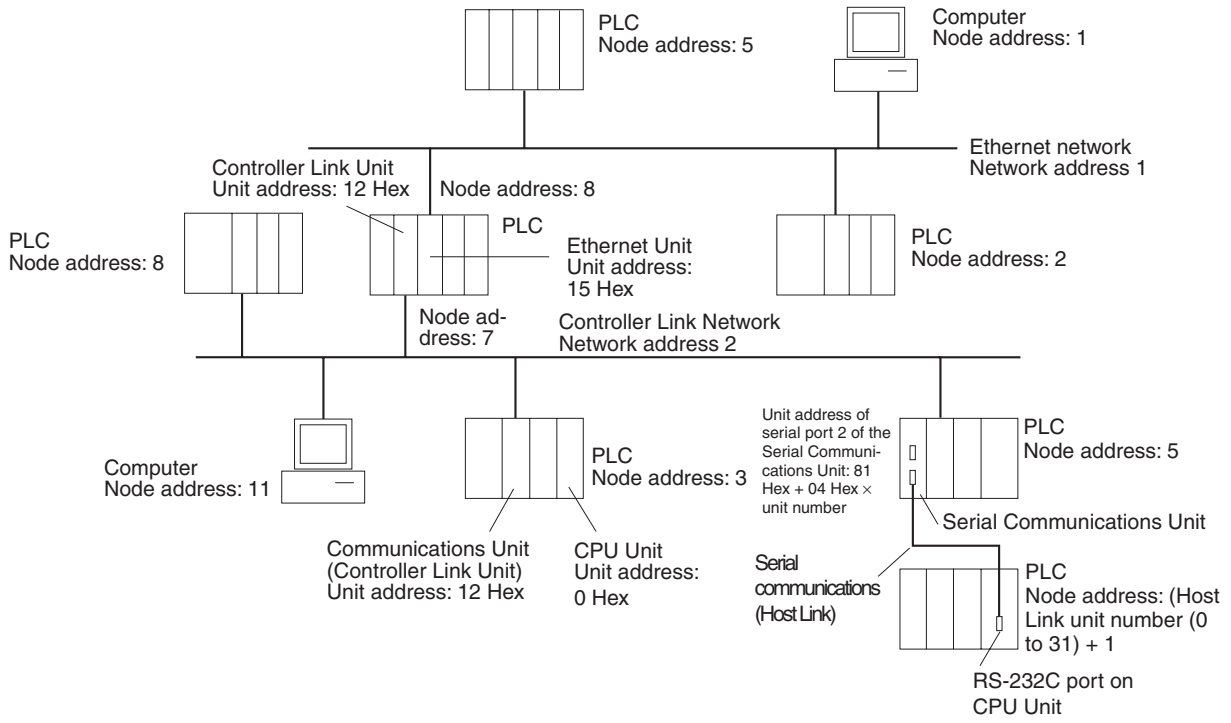 PLC
Node address: 5
Computer
Node address: 1
Ethernet network
Network address 1
Controller Link Unit
Unit address: 12 Hex
Node address: 8
PLC
Node address: 8
PLC
Ethernet Unit
Unit address:
15 Hex
PLC
Node address: 2
Node ad-
dress: 7
Controller Link Network
Network address 2
Computer
Node address: 11
PLC
Node address: 3
Communications Unit
(Controller Link Unit)
Unit address: 12 Hex
CPU Unit
Unit address:
0 Hex
Unit address of
serial port 2 of the
Serial Communi-
cations Unit: 81
Hex + 04 Hex ×
unit number
PLC
Node address: 5
Serial Communications Unit
Serial
communications
(Host Link)
PLC
Node address: (Host
Link unit number (0
to 31) + 1
RS-232C port on
CPU Unit